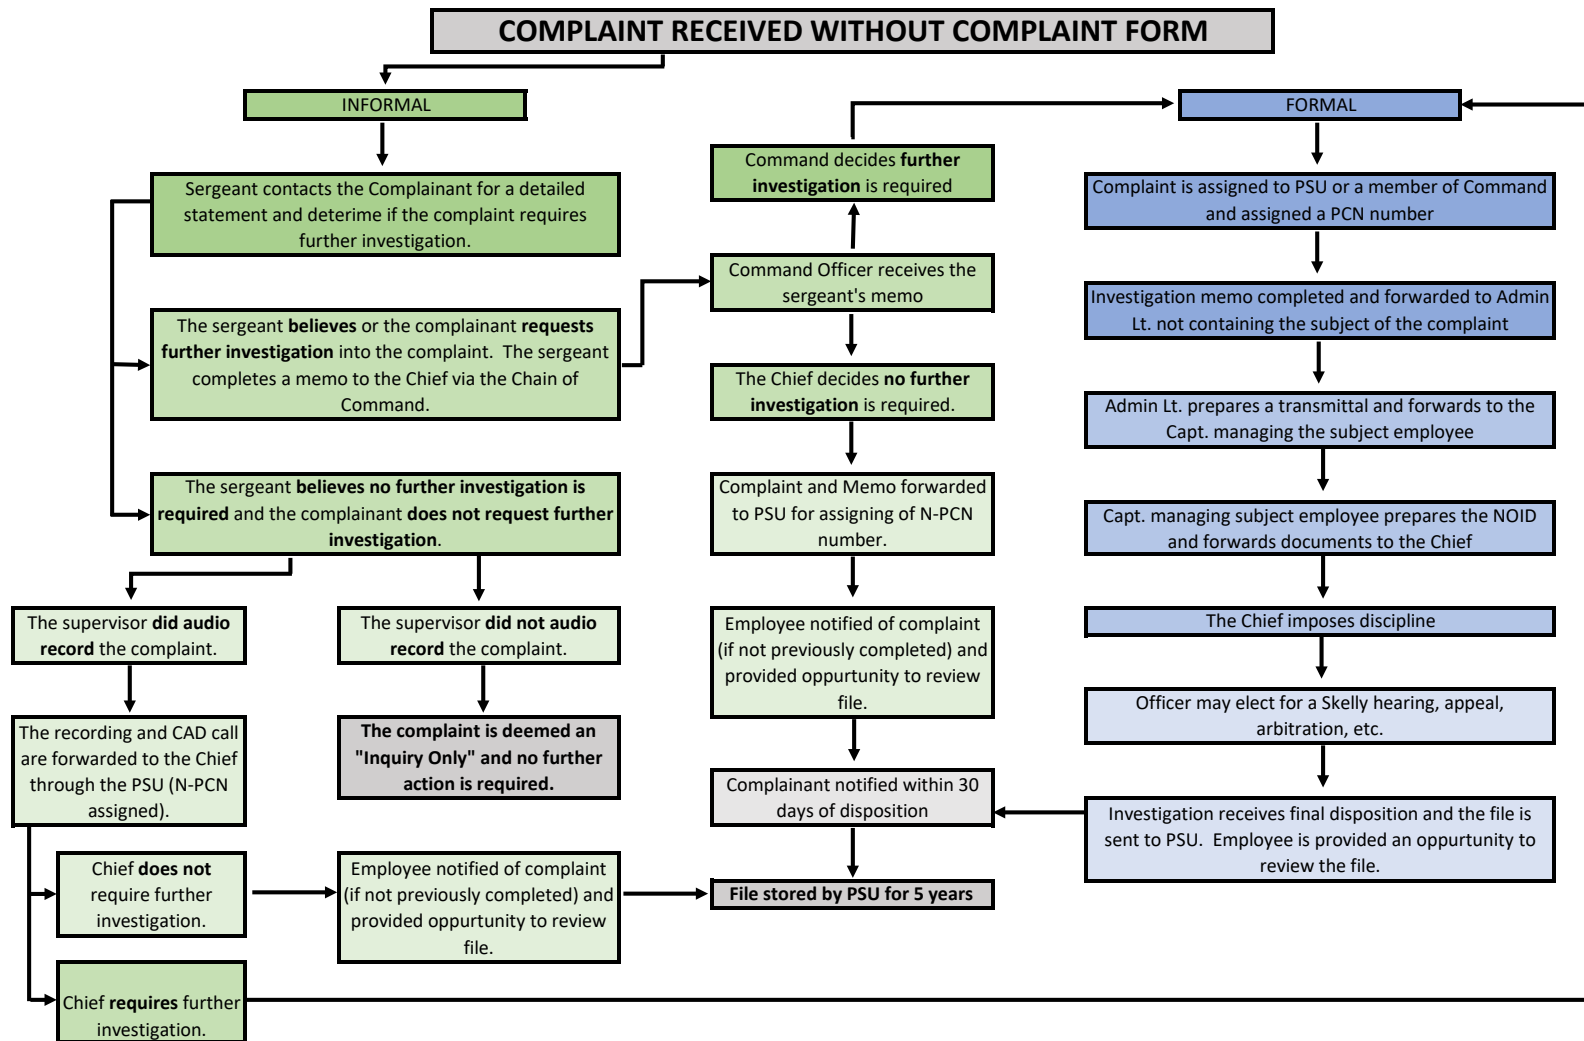 COMPLAINT RECEIVED WITHOUT COMPLAINT FORM
INFORMAL
Sergeant contacts the Complainant for a detailed
statement and deterime if the complaint requires
further investigation.
The sergeant believes or the complainant requests
further investigation into the complaint. The sergeant
completes a memo to the Chief via the Chain of
Command.
The sergeant believes no further investigation is
required and the complainant does not request further
investigation.
The supervisor did audio
record the complaint.
The supervisor did not audio
record the complaint.
The recording and CAD call
are forwarded to the Chief
through the PSU (N-PCN
assigned).
The complaint is deemed an
"Inquiry Only" and no further
action is required.
Chief does not
require further
investigation.
Employee notified of complaint
(if not previously completed) and
provided oppurtunity to review
file.
Chief requires further
investigation.
Command decides further
investigation is required
Command Officer receives the
sergeant's memo
The Chief decides no further
investigation is required.
Complaint and Memo forwarded
to PSU for assigning of N-PCN
number.
Employee notified of complaint
(if not previously completed) and
provided oppurtunity to review
file.
Complainant notified within 30
days of disposition
File stored by PSU for 5 years
FORMAL
Complaint is assigned to PSU or a member of Command
and assigned a PCN number
Investigation memo completed and forwarded to Admin
Lt. not containing the subject of the complaint
Admin Lt. prepares a transmittal and forwards to the
Capt. managing the subject employee
Capt. managing subject employee prepares the NOID
and forwards documents to the Chief
The Chief imposes discipline
Officer may elect for a Skelly hearing, appeal,
arbitration, etc.
Investigation receives final disposition and the file is
sent to PSU. Employee is provided an oppurtunity to
review the file.